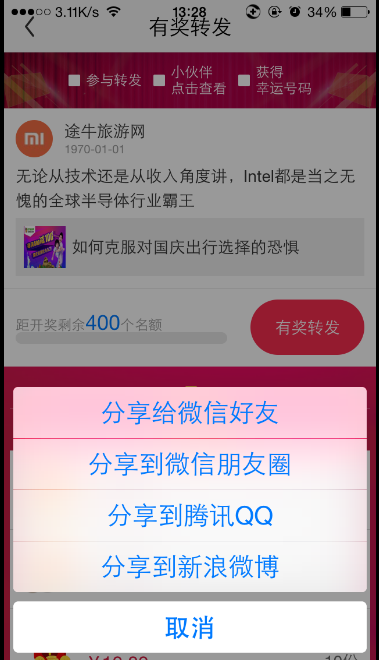 3.11K/s 13:28 34%
有奖转发
参与转发 小伙伴 获得
点击查看 幸运号码
途牛旅游网
1970-01-01
无论从技术还是从收入角度讲，Intel都是当之无
愧的全球半导体行业霸王
如何克服对国庆出行选择的恐惧
距开奖剩余400个名额
有奖转发
分享给微信好友
分享到微信朋友圈
分享到腾讯QQ
分享到新浪微博
取消